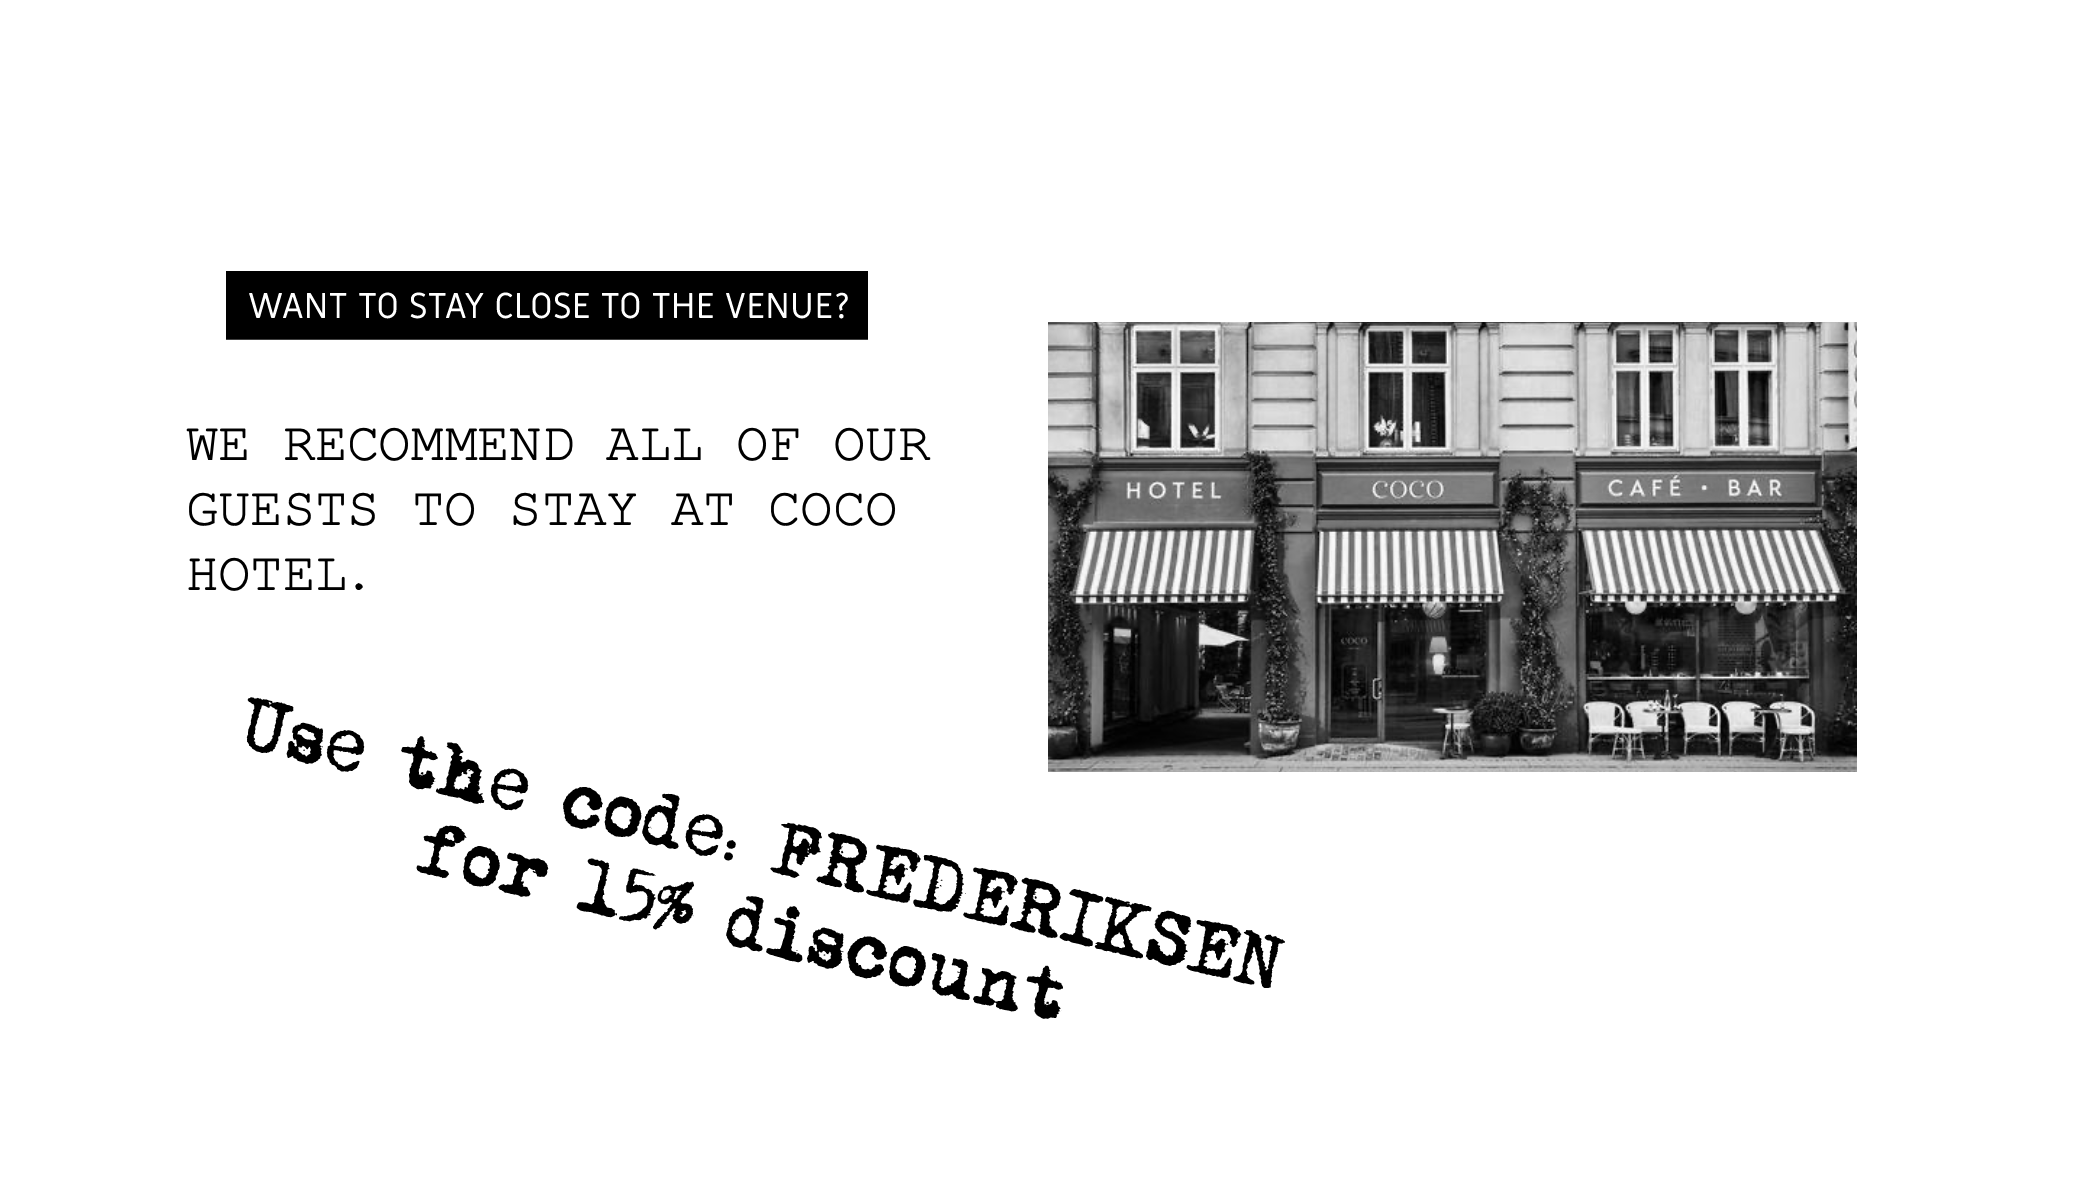 WANT TO STAY CLOSE TO THE VENUE?
WE RECOMMEND ALL OF OUR
GUESTS TO STAY AT COCO
HOTEL.
Use the code: FREDERIKSEN
for 15% discount
HOTEL
COCO
CAFÉ · BAR
COCO